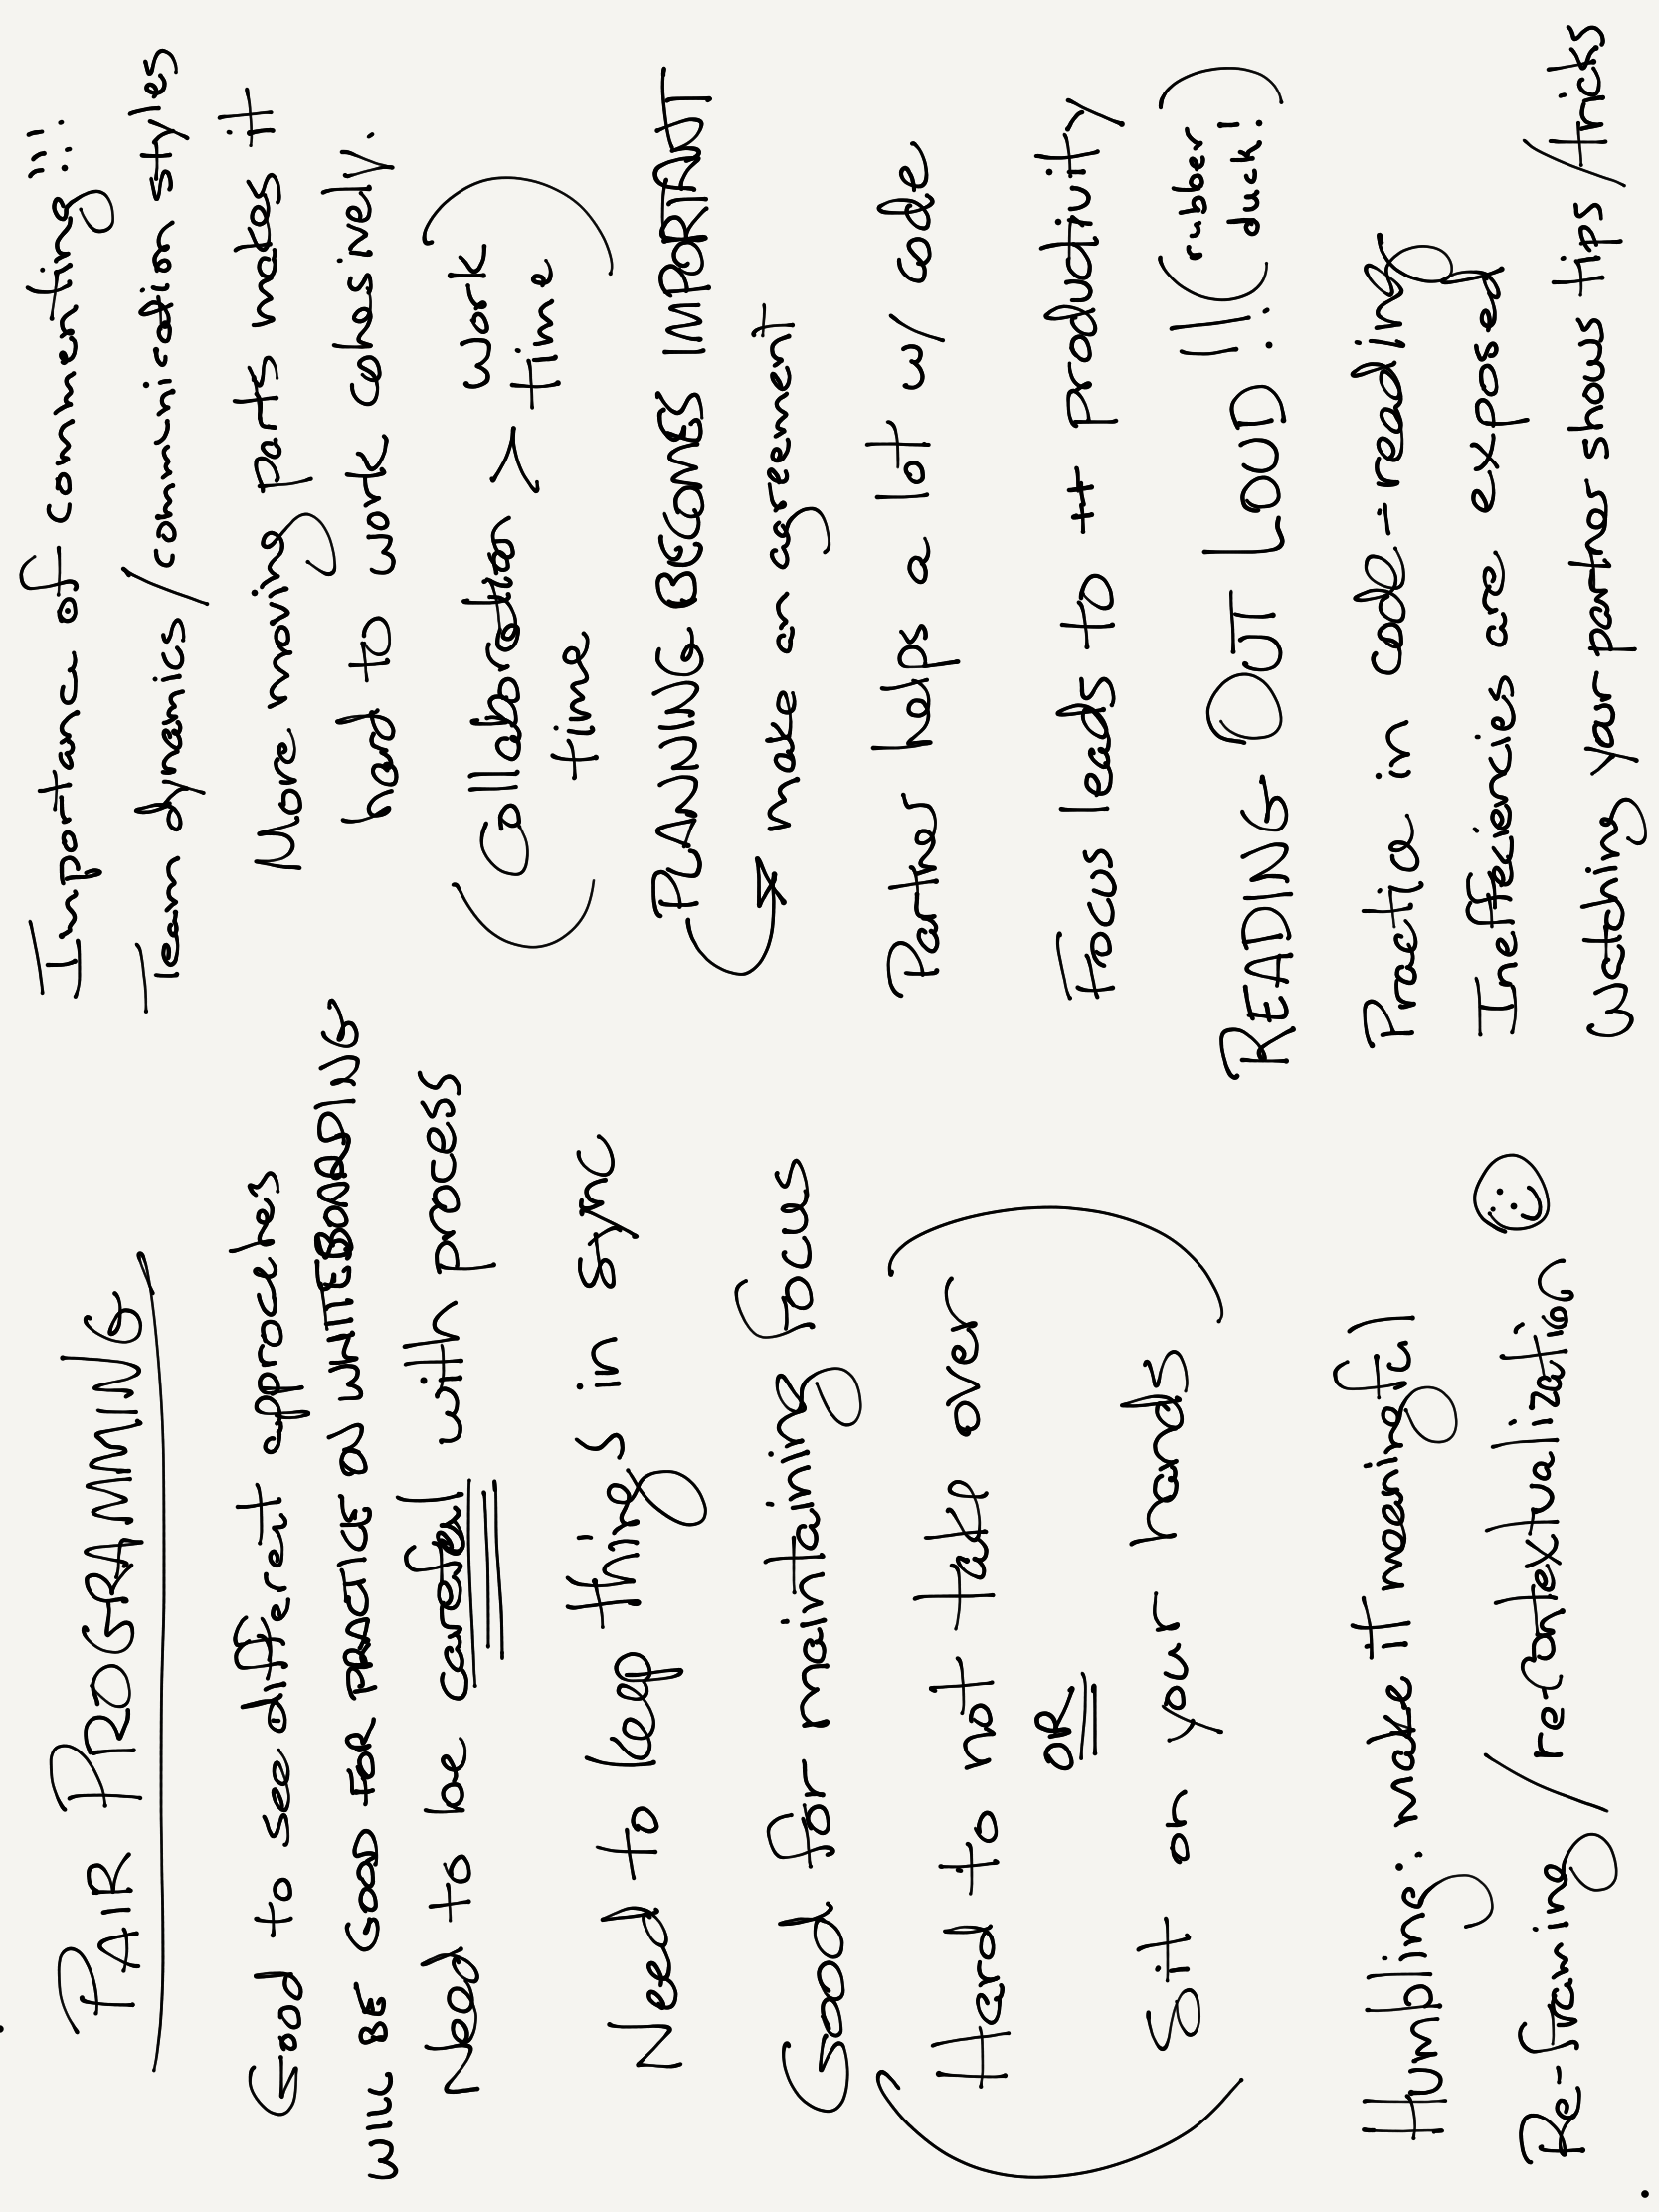 PAIR PROGRAMMING
Good to see different approches
WILL BE GOOD FOR PRACTICE ON WHITEBOARDING
Need to be careful with process
Need to keep things in sync
Good for maintaining focus
(Hard to not take over
OR
Sit on your hands)
Humbling: make it meaningful
Re-framing / recontextualization
Importance of commenting!!!
Team dynamics / communication styles
More moving parts makes it
hard to work cohesively.
(Collaboration > work
time time)
PLANNING BECOMES IMPORTANT
→ make an agreement
Partner helps a lot w/ code
Focus leads to ++ productivity
READING OUT LOUD!! (rubber
duck!)
Practice in code-reading
Ineffeciencies are exposed
Watching your partner shows tips/tricks